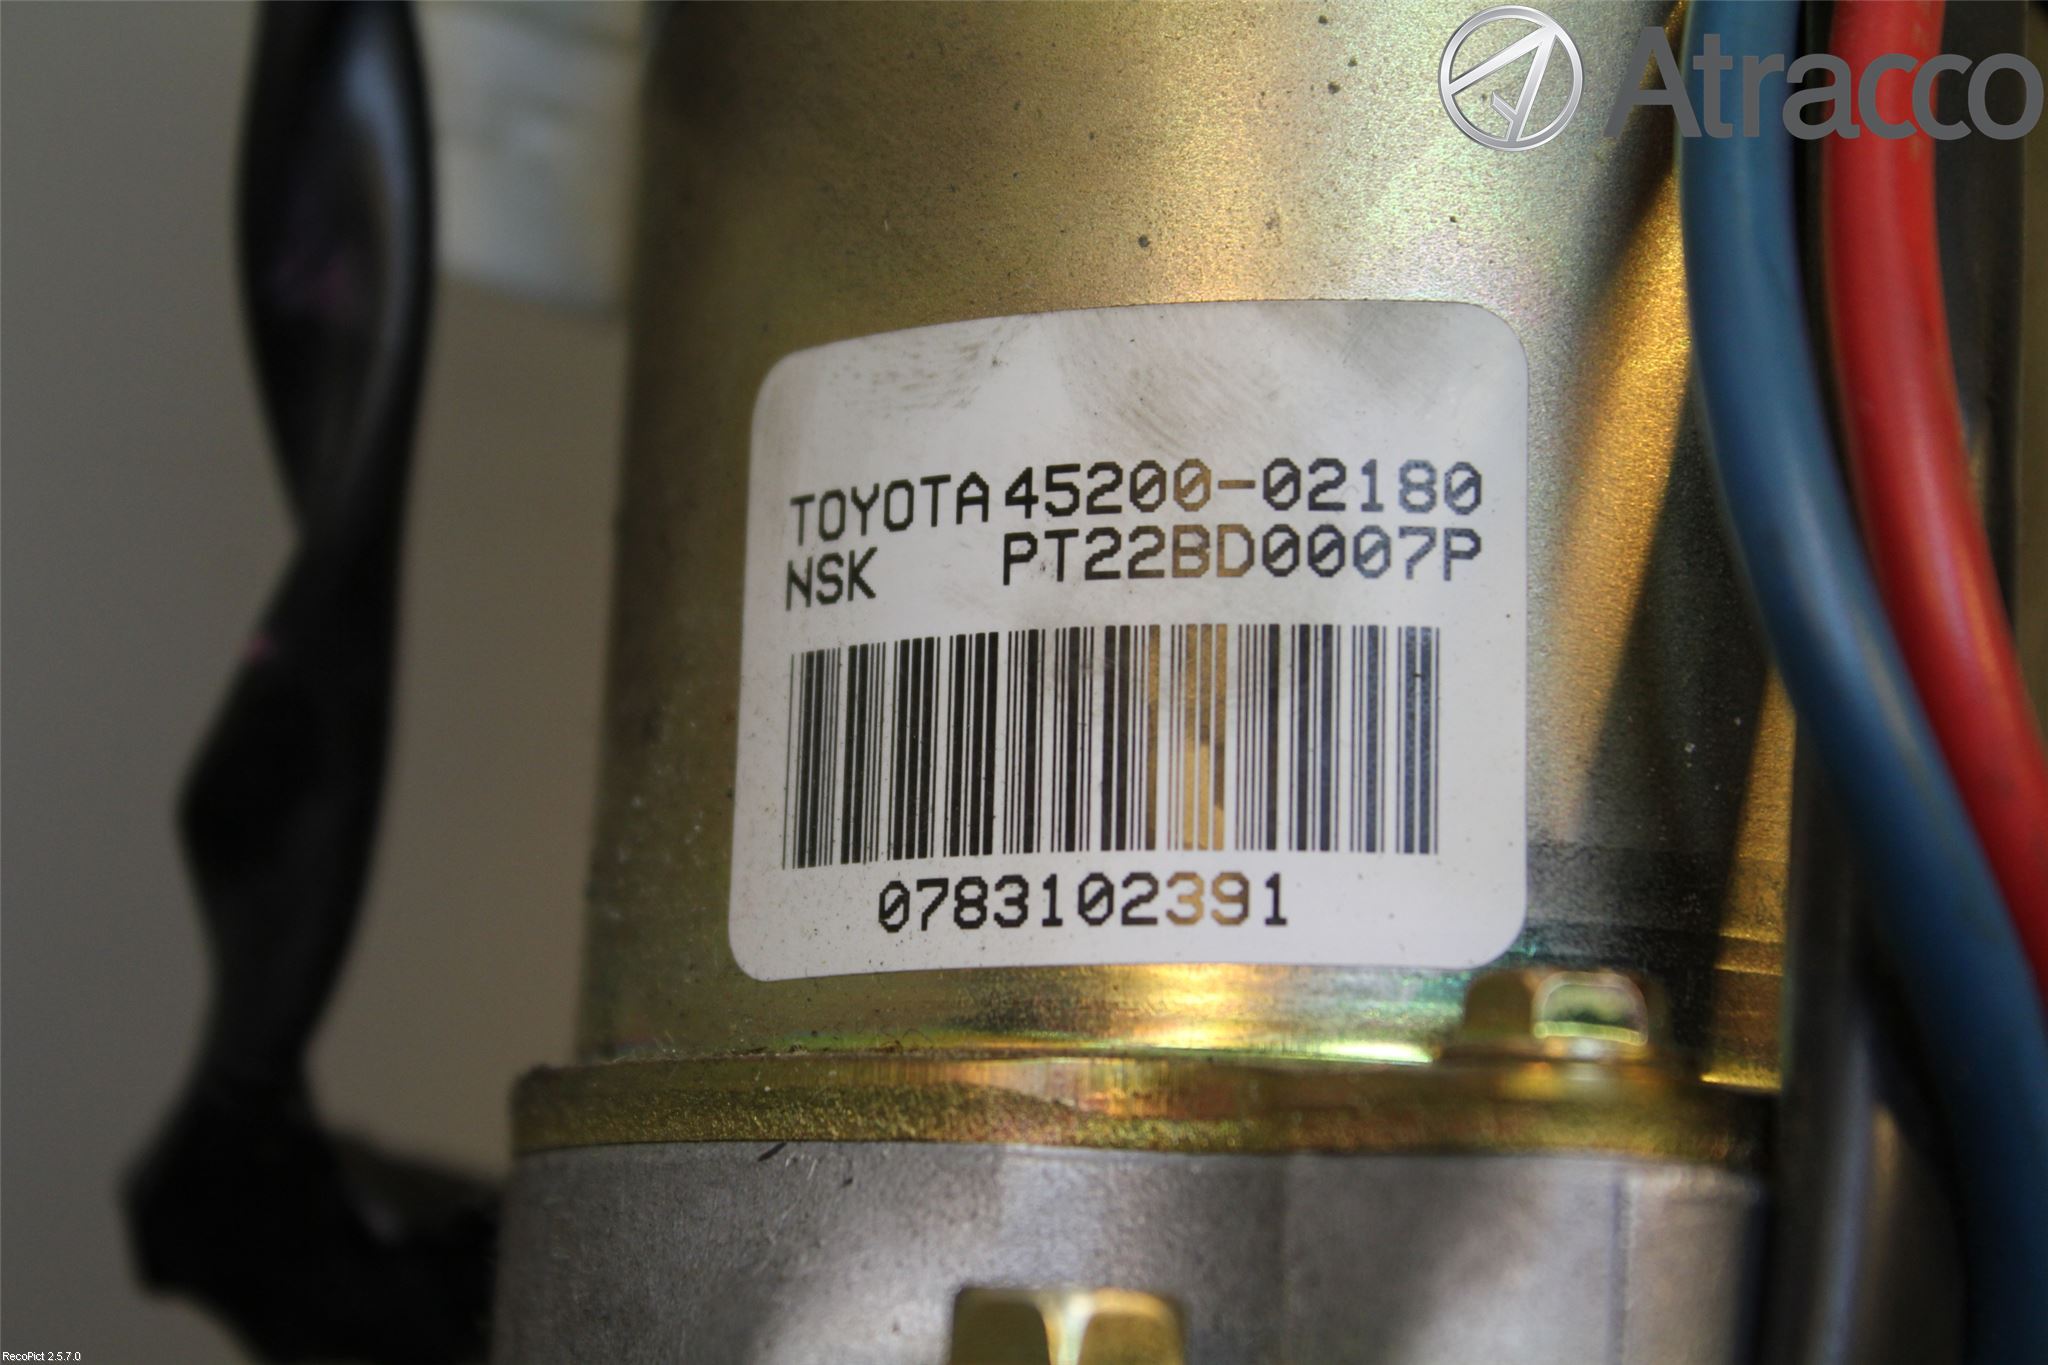 Atracco
TOYOTA 45200-02180
NSK PT22BD0007P
0783102391
RecoPict 2.5.7.0